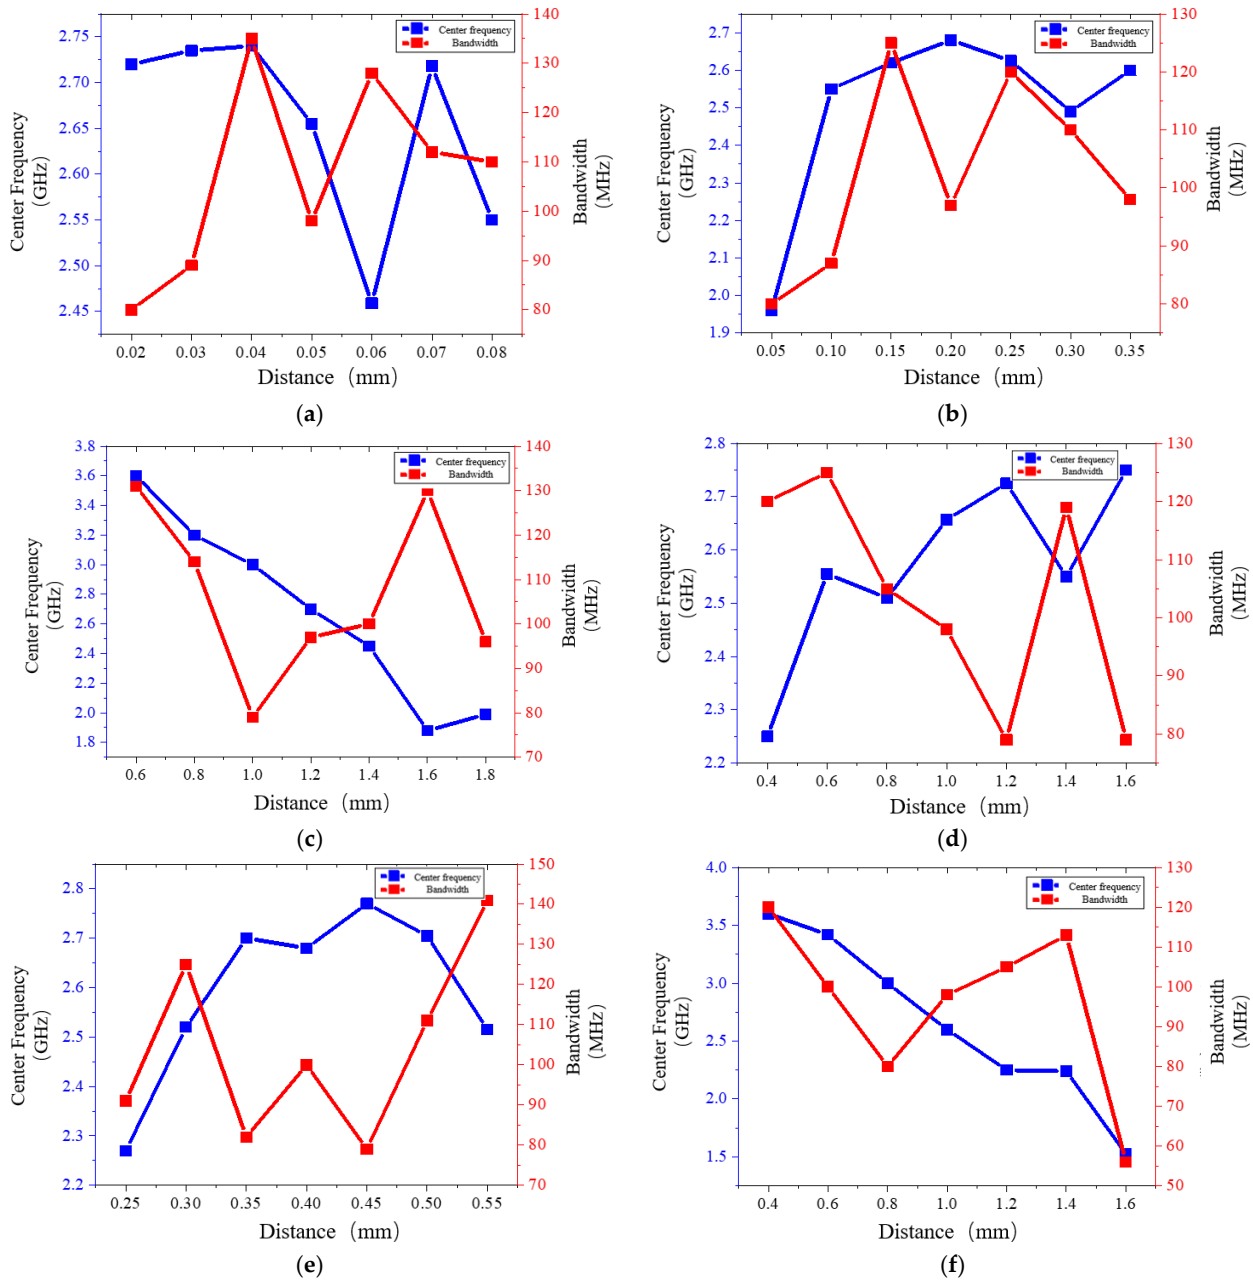 2.75
2.70
2.65
2.60
2.55
2.50
2.45
Center Frequency
(GHz)
140
130
120
110
100
90
80
Bandwidth
(MHz)
Center frequency
Bandwidth
0.02 0.03 0.04 0.05 0.06 0.07 0.08
Distance (mm)
(a)
2.7
2.6
2.5
2.4
2.3
2.2
2.1
2.0
1.9
Center Frequency
(GHz)
130
120
110
100
90
80
Bandwidth
(MHz)
Center frequency
Bandwidth
0.05 0.10 0.15 0.20 0.25 0.30 0.35
Distance (mm)
(b)
3.8
3.6
3.4
3.2
3.0
2.8
2.6
2.4
2.2
2.0
1.8
Center Frequency
(GHz)
140
130
120
110
100
90
80
70
Bandwidth
(MHz)
Center frequency
Bandwidth
0.6 0.8 1.0 1.2 1.4 1.6 1.8
Distance (mm)
(c)
2.8
2.7
2.6
2.5
2.4
2.3
2.2
Center Frequency
(GHz)
130
120
110
100
90
80
Bandwidth
(MHz)
Center frequency
Bandwidth
0.4 0.6 0.8 1.0 1.2 1.4 1.6
Distance (mm)
(d)
2.8
2.7
2.6
2.5
2.4
2.3
2.2
Center Frequency
(GHz)
150
140
130
120
110
100
90
80
70
Bandwidth
(MHz)
Center frequency
Bandwidth
0.25 0.30 0.35 0.40 0.45 0.50 0.55
Distance (mm)
(e)
4.0
3.5
3.0
2.5
2.0
1.5
Center Frequency
(GHz)
130
120
110
100
90
80
70
60
50
Bandwidth
(MHz)
Center frequency
Bandwidth
0.4 0.6 0.8 1.0 1.2 1.4 1.6
Distance (mm)
(f)